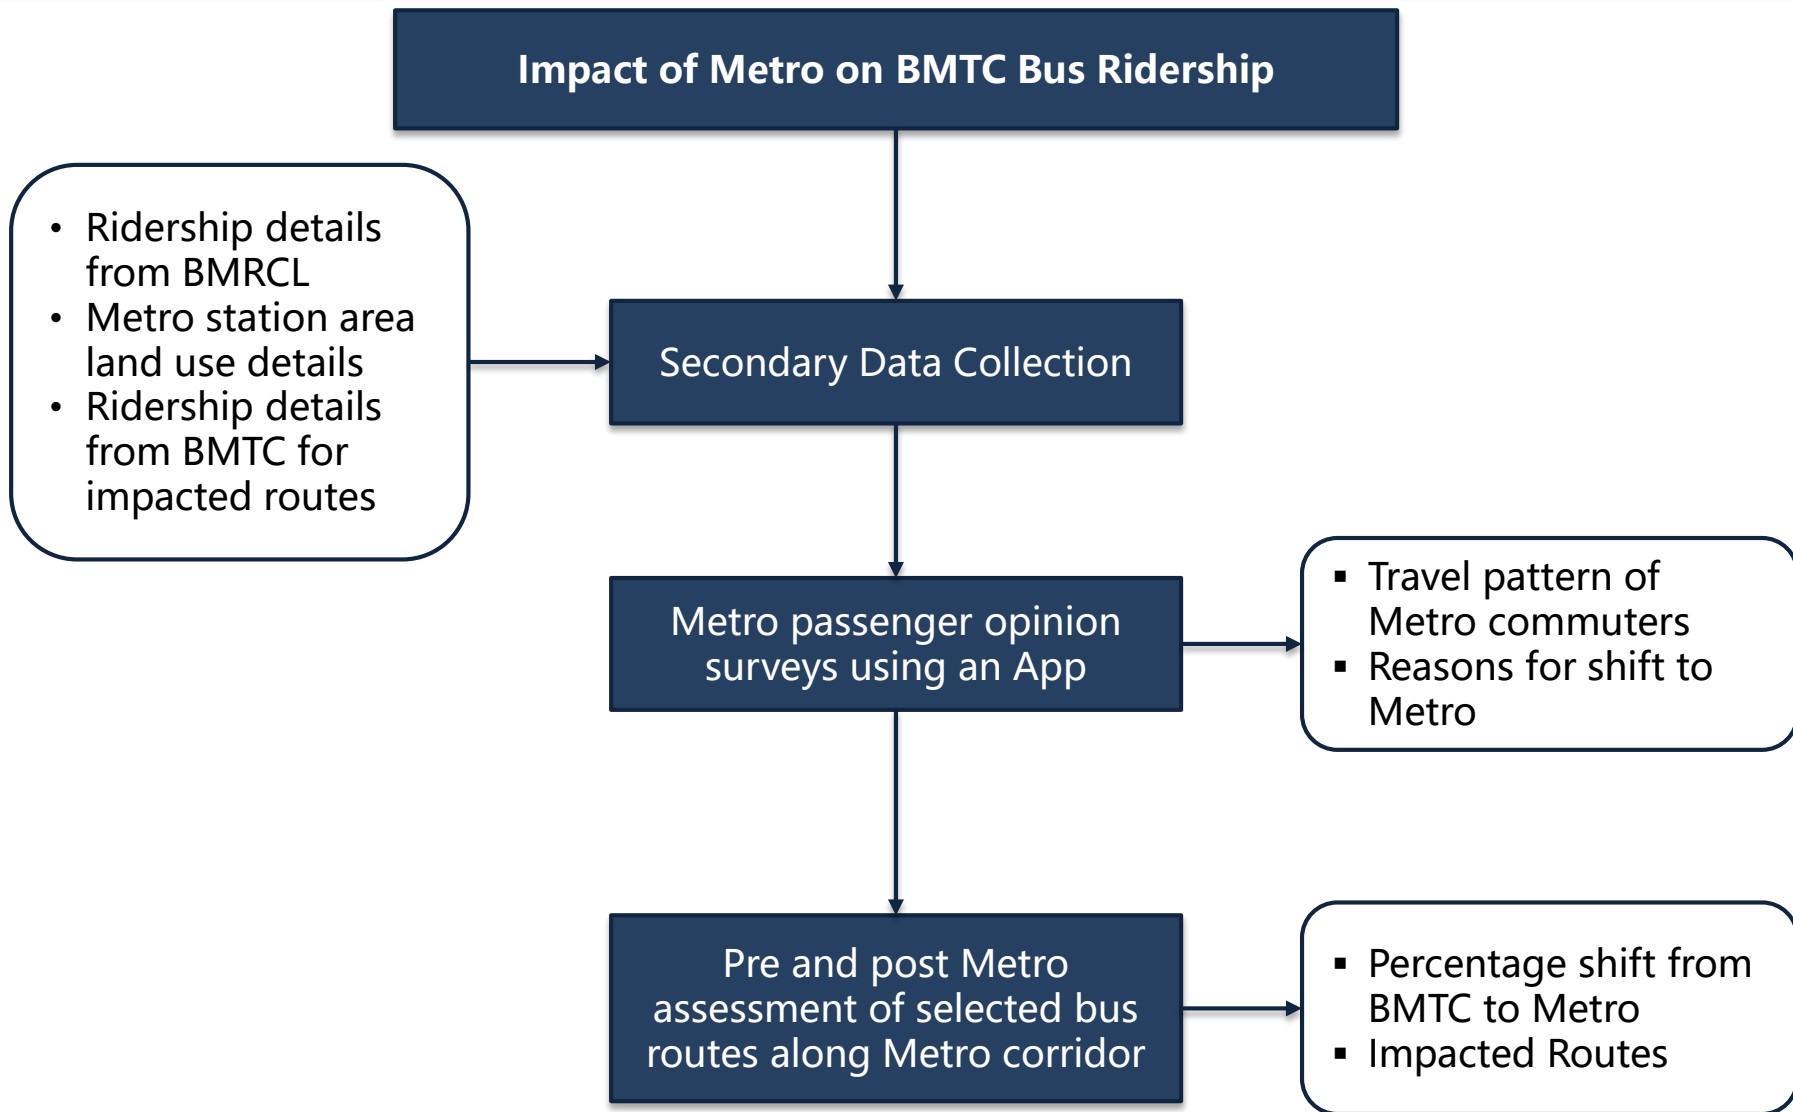 Impact of Metro on BMTC Bus Ridership
• Ridership details
from BMRCL
• Metro station area
land use details
• Ridership details
from BMTC for
impacted routes
Secondary Data Collection
Metro passenger opinion
surveys using an App
▪ Travel pattern of
Metro commuters
▪ Reasons for shift to
Metro
Pre and post Metro
assessment of selected bus
routes along Metro corridor
▪ Percentage shift from
BMTC to Metro
▪ Impacted Routes